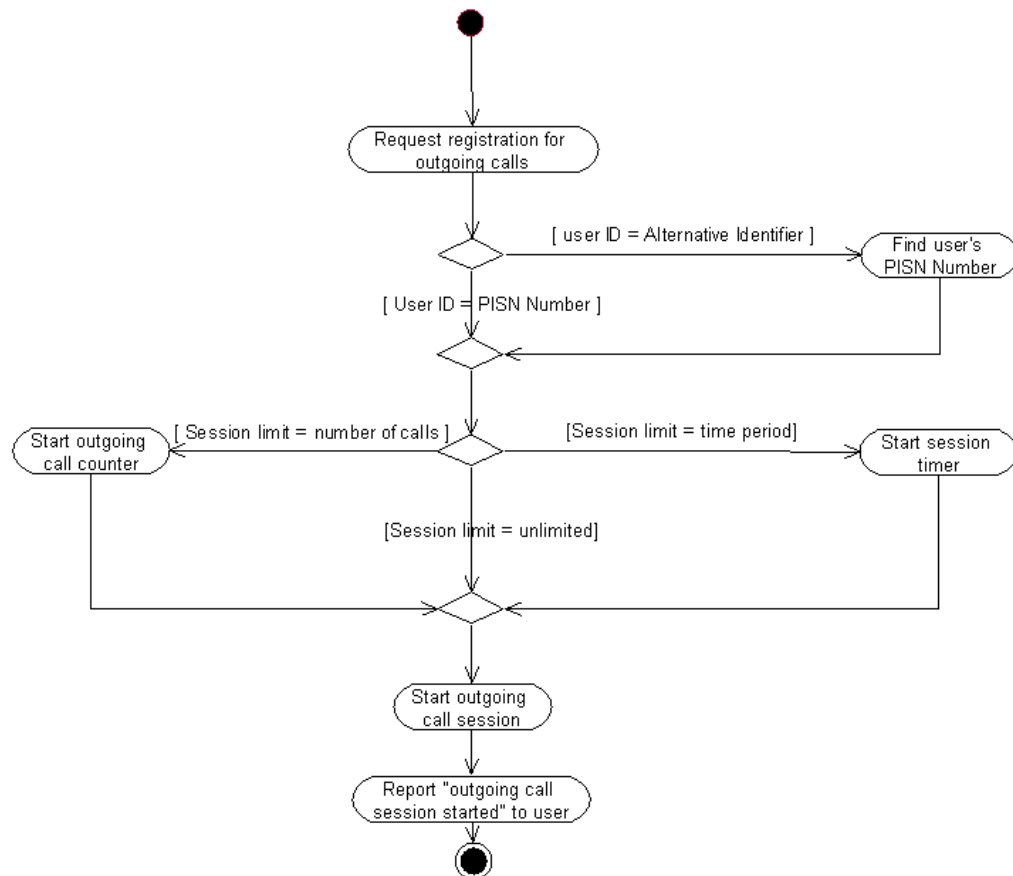 Request registration for
outgoing calls
[ user ID = Alternative Identifier ]
Find user's
PISN Number
[ User ID = PISN Number ]
[ Session limit = number of calls ]
[Session limit = time period]
Start outgoing
call counter
Start session
timer
[Session limit = unlimited]
Start outgoing
call session
Report "outgoing call
session started" to user